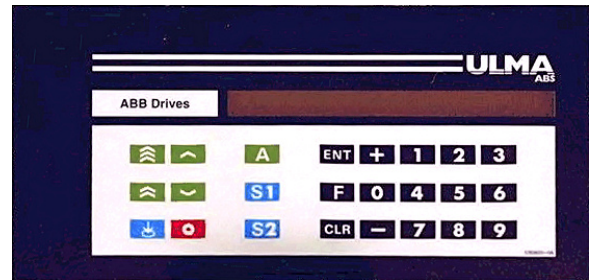 ULMA
ABS
ABB Drives
A ENT + 1 2 3
S1 F 0 4 5 6
S2 CLR − 7 8 9